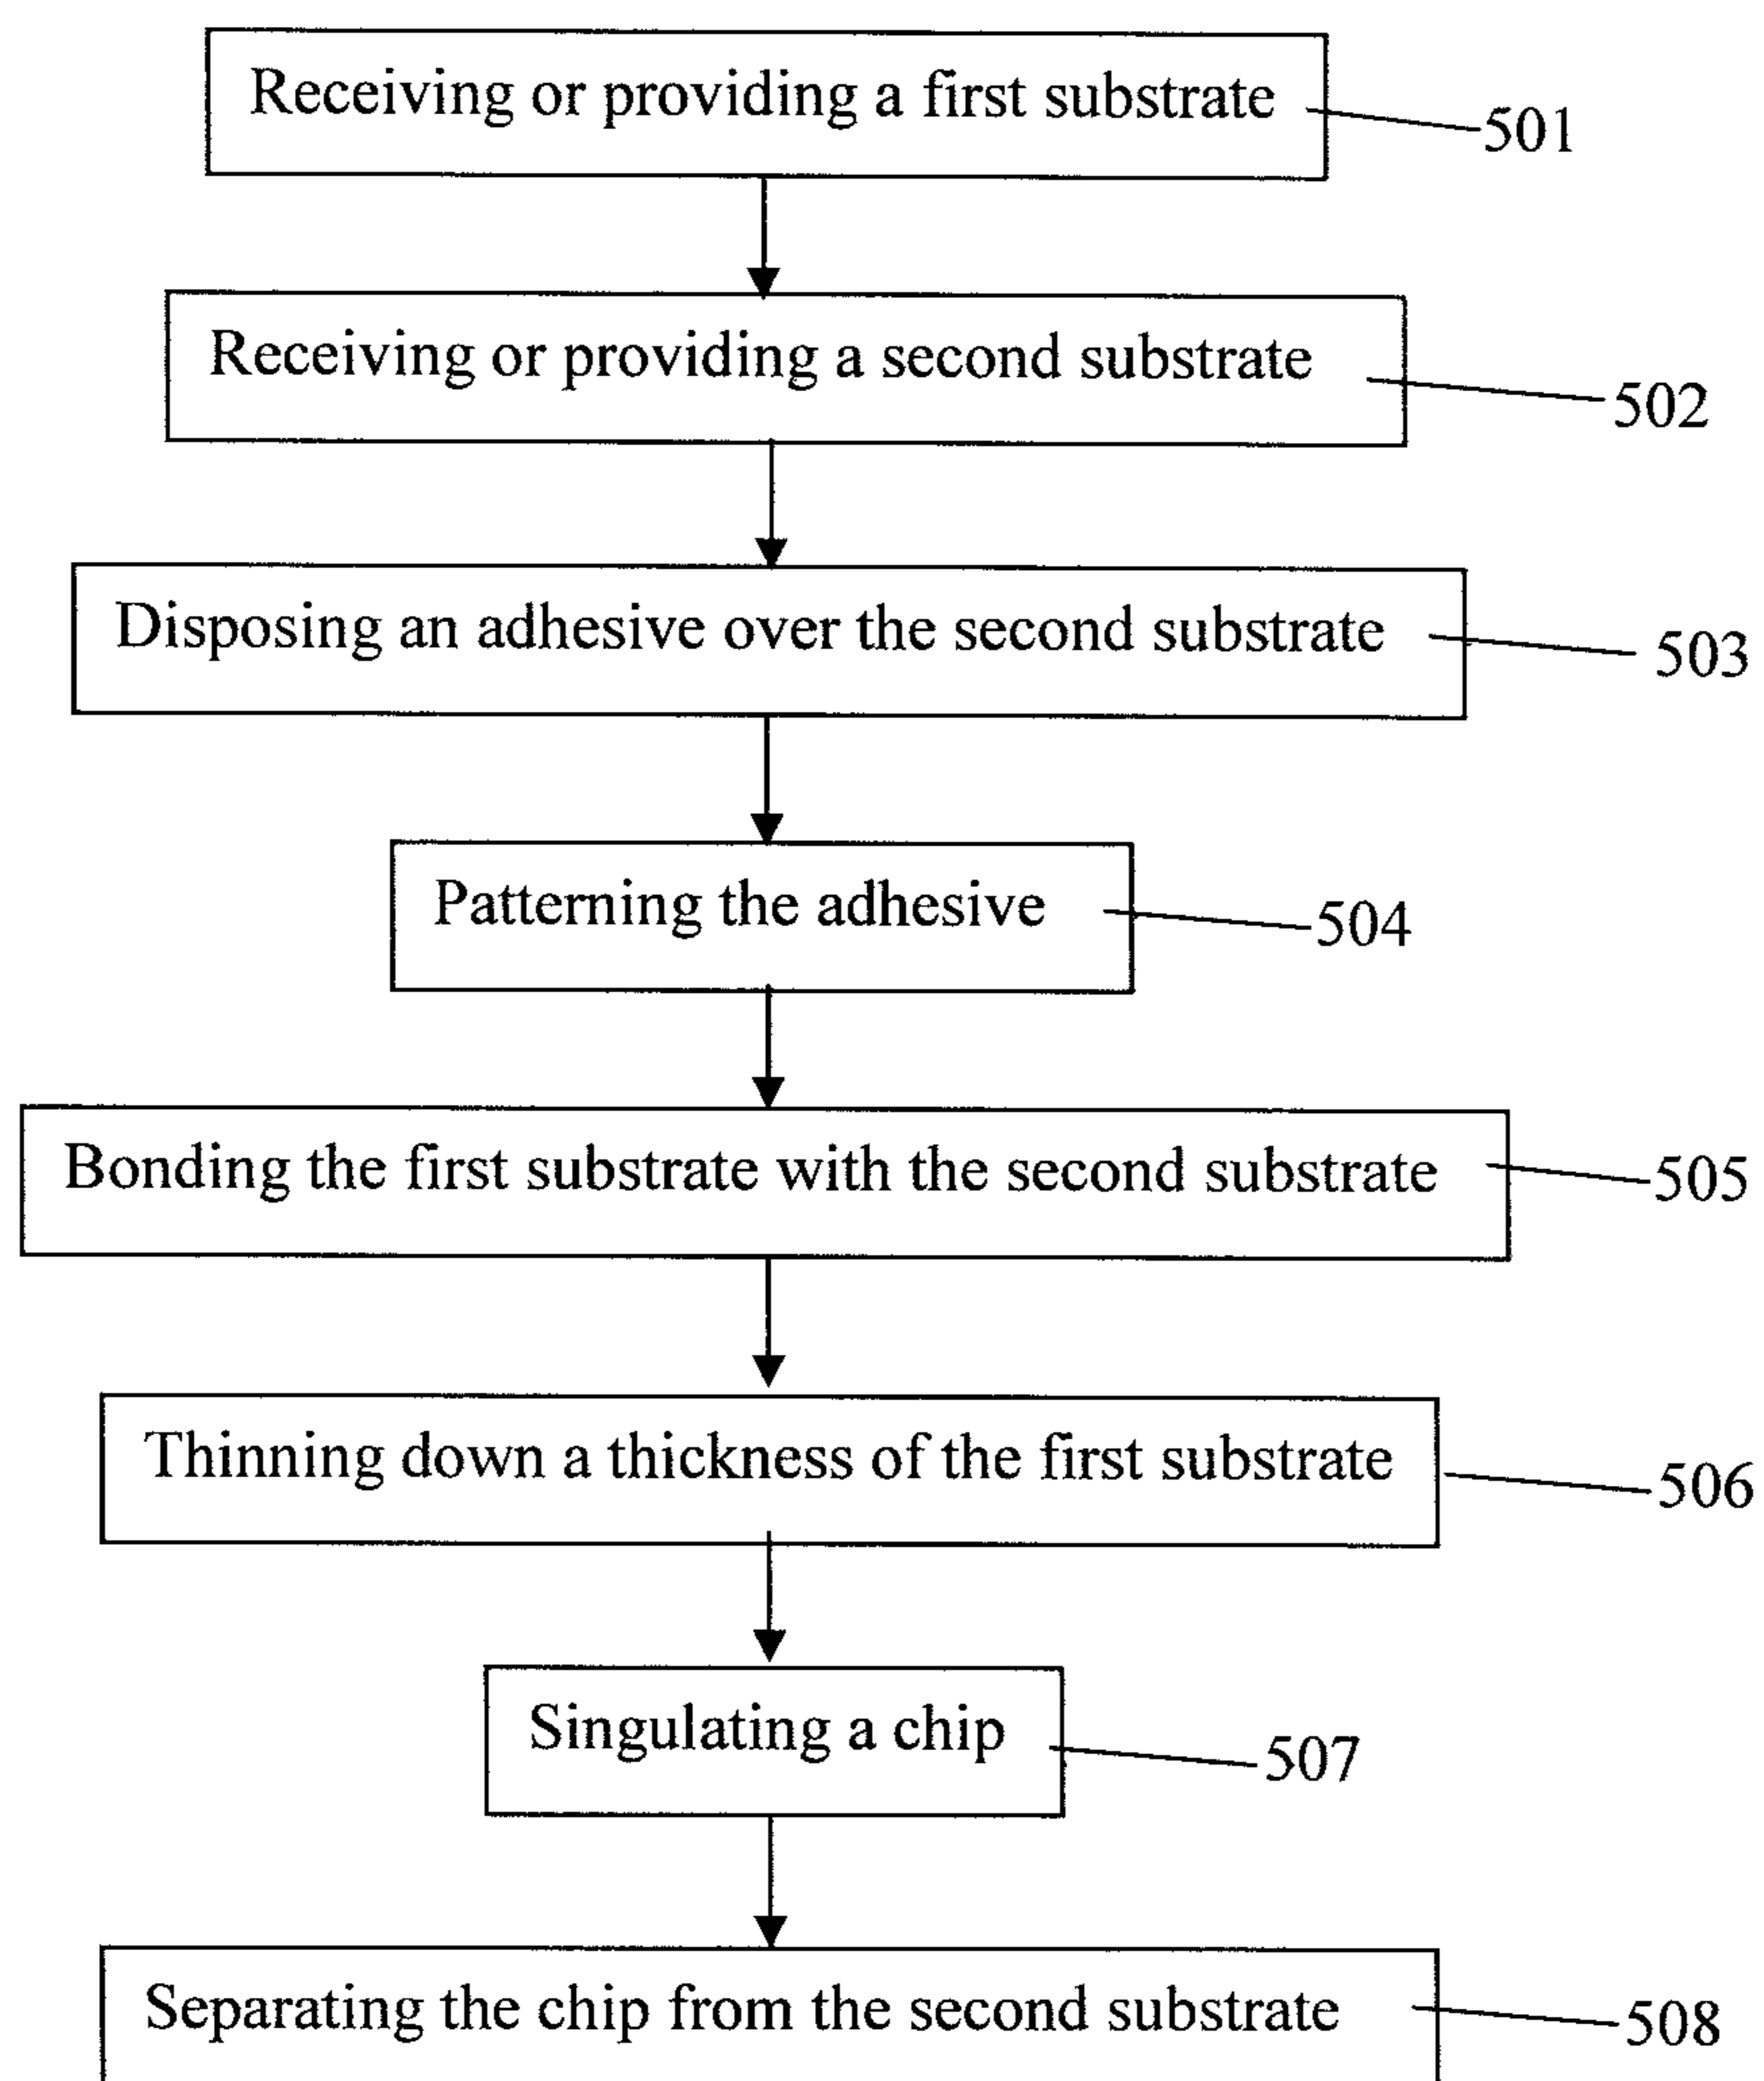 Receiving or providing a first substrate
501
Receiving or providing a second substrate
502
Disposing an adhesive over the second substrate
503
Patterning the adhesive
504
Bonding the first substrate with the second substrate
505
Thinning down a thickness of the first substrate
506
Singulating a chip
507
Separating the chip from the second substrate
508